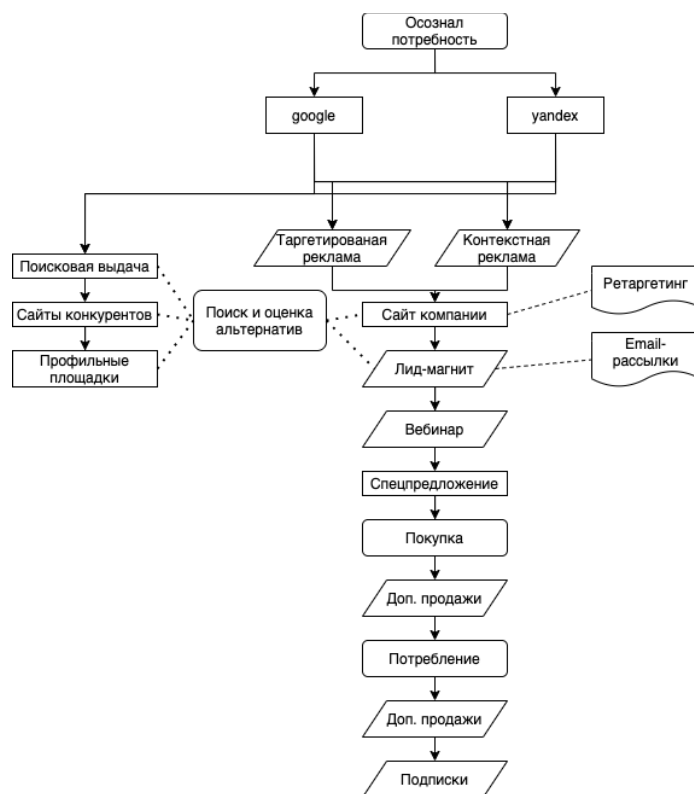 Осознал
потребность
google
yandex
Таргетированая
реклама
Контекстная
реклама
Поисковая выдача
Ретаргетинг
Сайты конкурентов
Поиск и оценка
альтернатив
Сайт компании
Профильные
площадки
Лид-магнит
Email-
рассылки
Вебинар
Спецпредложение
Покупка
Доп. продажи
Потребление
Доп. продажи
Подписки